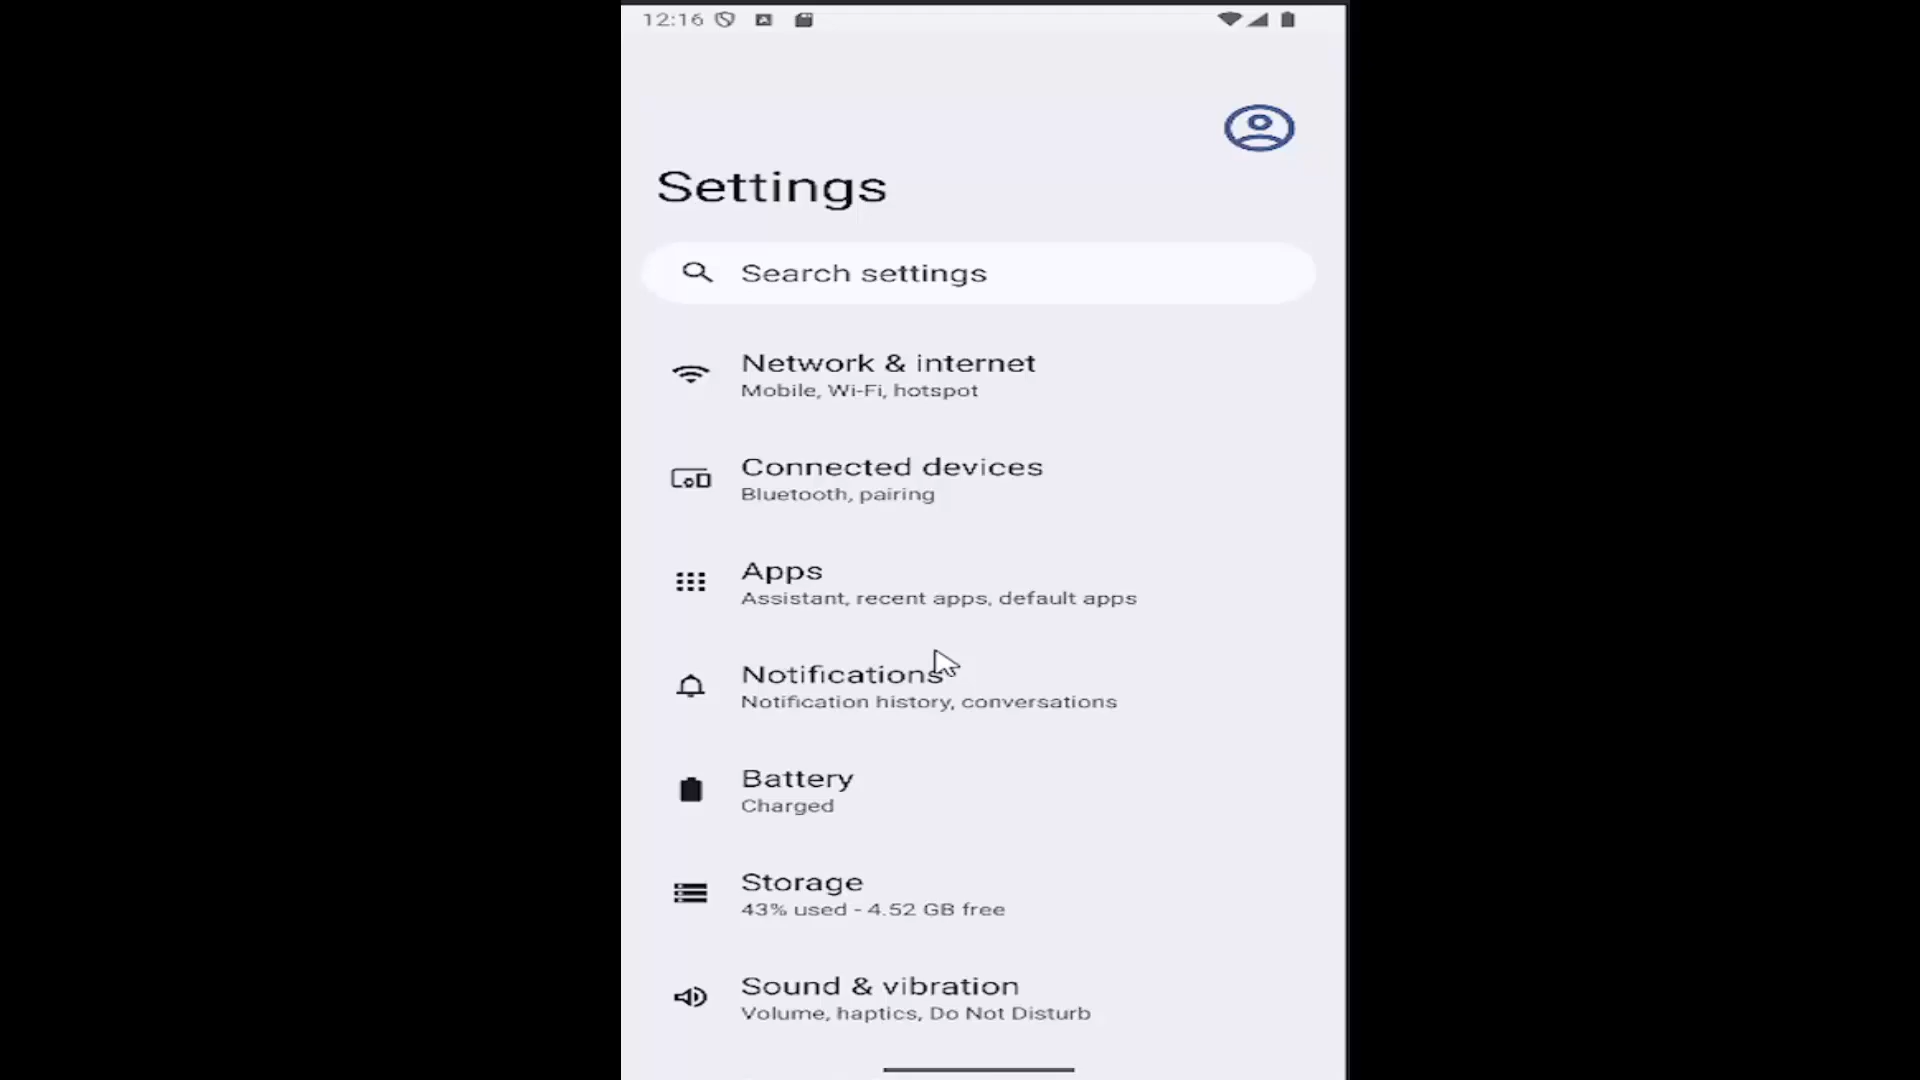 12:16
Settings
Search settings
Network & internet
Mobile, Wi-Fi, hotspot
Connected devices
Bluetooth, pairing
Apps
Assistant, recent apps, default apps
Notifications
Notification history, conversations
Battery
Charged
Storage
43% used - 4.52 GB free
Sound & vibration
Volume, haptics, Do Not Disturb